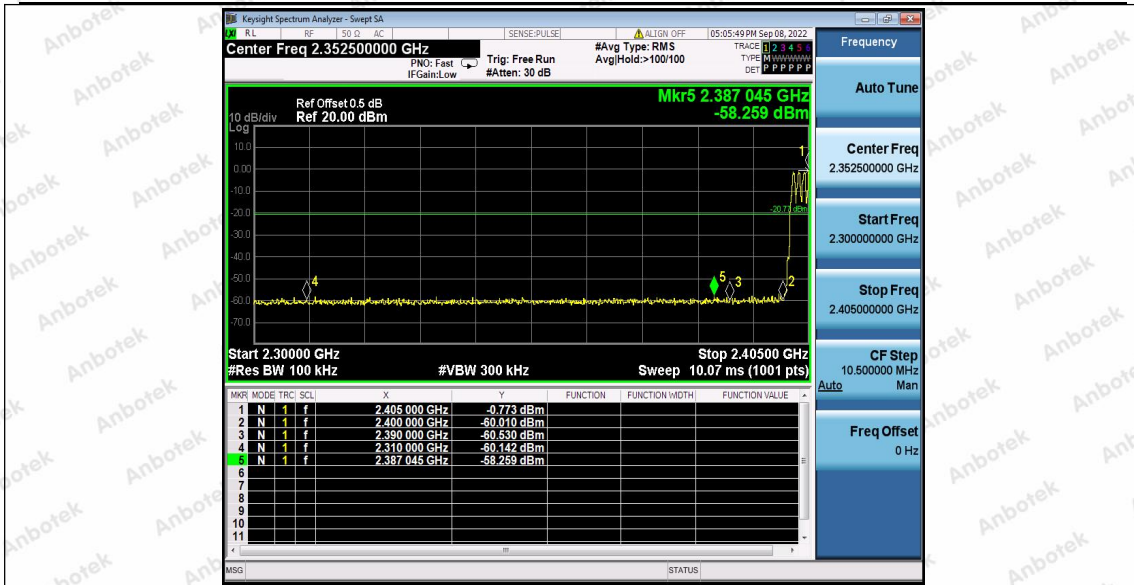 Keysight Spectrum Analyzer - Swept SA
LXI RL RF 50 Ω AC SENSE:PULSE ALIGN OFF 05:05:49 PM Sep 08, 2022
Center Freq 2.352500000 GHz
PNO: Fast
IFGain:Low
Trig: Free Run
#Atten: 30 dB
#Avg Type: RMS
Avg|Hold:>100/100
TRACE 1 2 3 4 5 6
TYPE M W W W W W
DET P P P P P P
Mkr5 2.387 045 GHz
-58.259 dBm
Ref Offset 0.5 dB
10 dB/div Ref 20.00 dBm
Log
10.0
0.00
-10.0
-20.0
-30.0
-40.0
-50.0
-60.0
-70.0
1
-20.77 dBm
4
5
3
2
Start 2.30000 GHz Stop 2.40500 GHz
#Res BW 100 kHz #VBW 300 kHz Sweep 10.07 ms (1001 pts)
MKR MODE TRC SCL X Y FUNCTION FUNCTION WIDTH FUNCTION VALUE
1 N 1 f 2.405 000 GHz -0.773 dBm
2 N 1 f 2.400 000 GHz -60.010 dBm
3 N 1 f 2.390 000 GHz -60.530 dBm
4 N 1 f 2.310 000 GHz -60.142 dBm
5 N 1 f 2.387 045 GHz -58.259 dBm
6
7
8
9
10
11
MSG STATUS
Frequency
Auto Tune
Center Freq
2.352500000 GHz
Start Freq
2.300000000 GHz
Stop Freq
2.405000000 GHz
CF Step
10.500000 MHz
Auto Man
Freq Offset
0 Hz
Anbotek